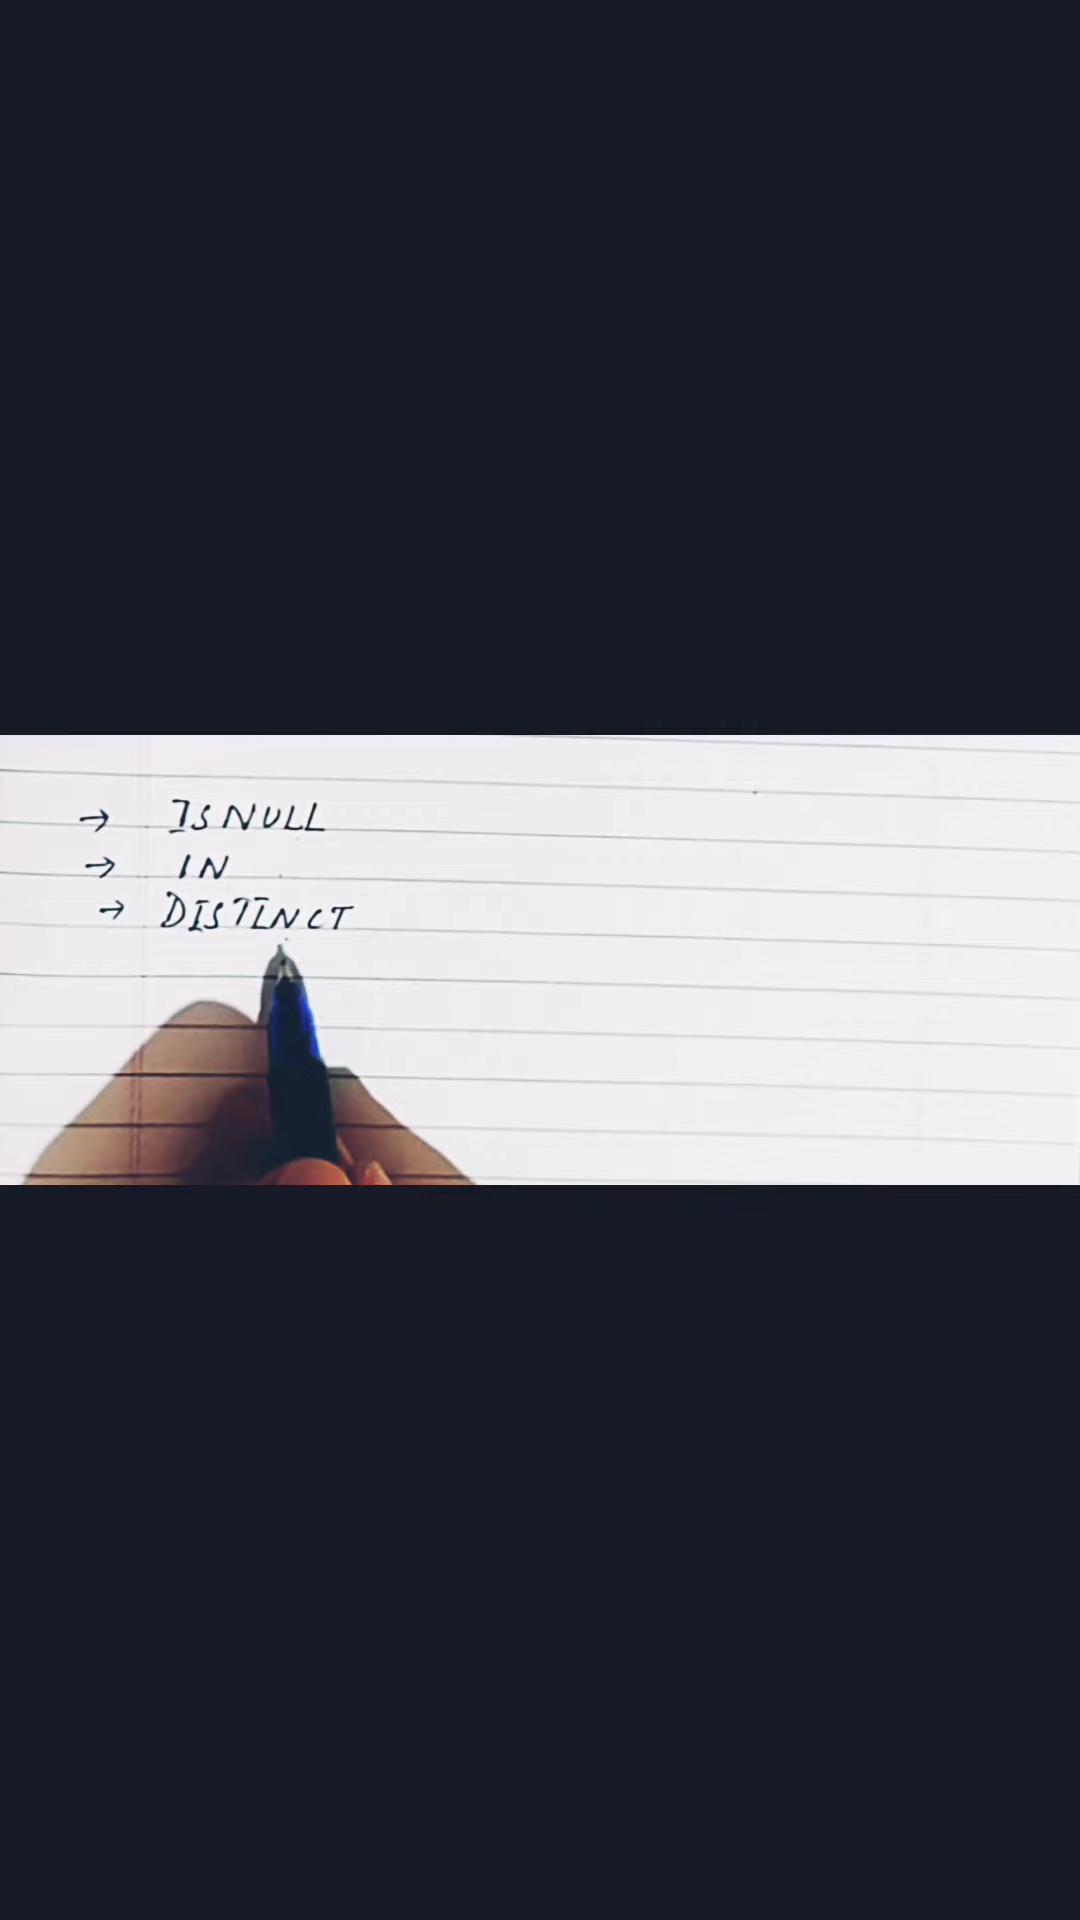 → ISNULL
→ IN
→ DISTINCT